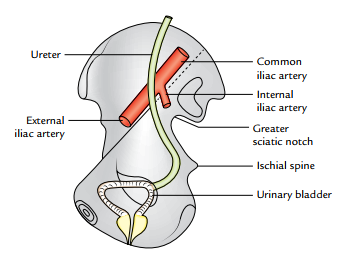 Ureter
Common
iliac artery
Internal
iliac artery
External
iliac artery
Greater
sciatic notch
Ischial spine
Urinary bladder